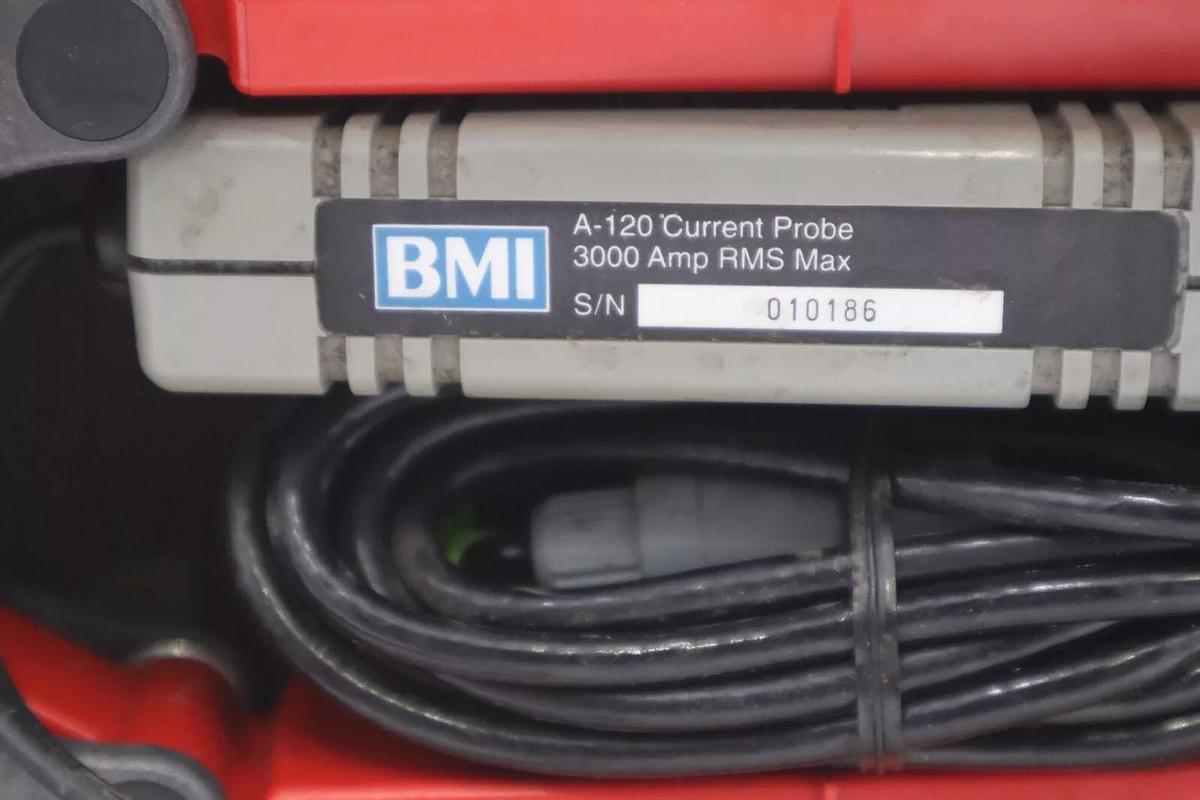 BMI
A-120 Current Probe
3000 Amp RMS Max
S/N 010186